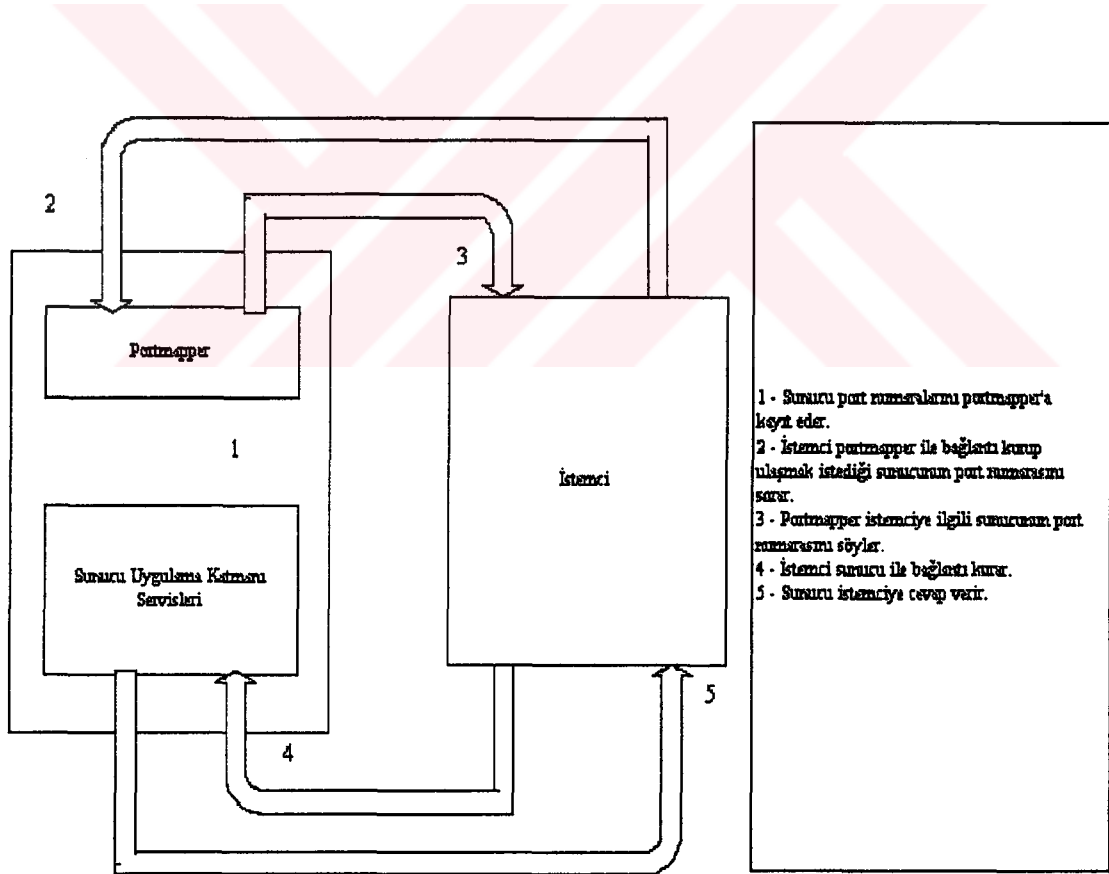 2
3
Portmapper
1
İstemci
Sunucu Uygulama Katmanı
Servisleri
4
5
1 - Sunucu port numaralarını portmapper'a
kayıt eder.
2 - İstemci portmapper ile bağlantı kurup
ulaşmak istediği sunucunun port numarasını
sorar.
3 - Portmapper istemciye ilgili sunucunun port
numarasını söyler.
4 - İstemci sunucu ile bağlantı kurar.
5 - Sunucu istemciye cevap verir.